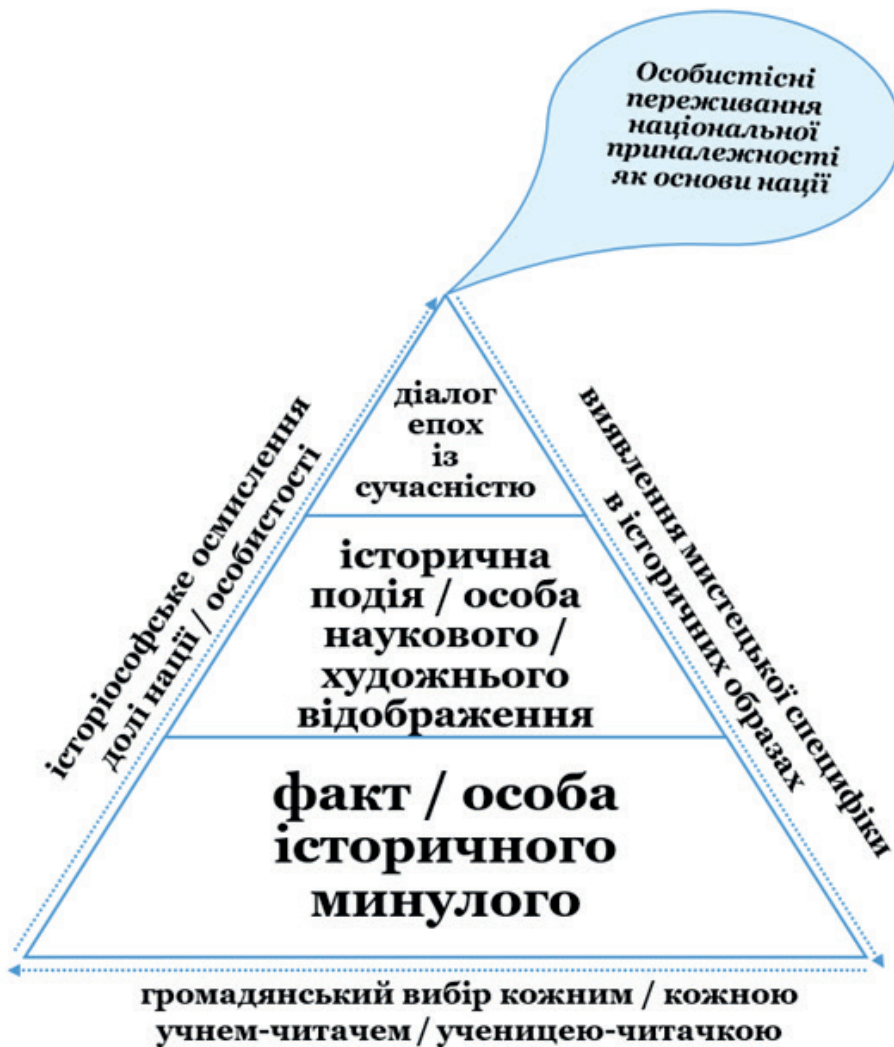 Особистісні
переживання
національної
приналежності
як основи нації
діалог
епох
із
сучасністю
історіософське осмислення
долі нації / особистості
виявлення мистецької специфіки
в історичних образах
історична
подія / особа
наукового /
художнього
відображення
факт / особа
історичного
минулого
громадянський вибір кожним / кожною
учнем-читачем / ученицею-читачкою